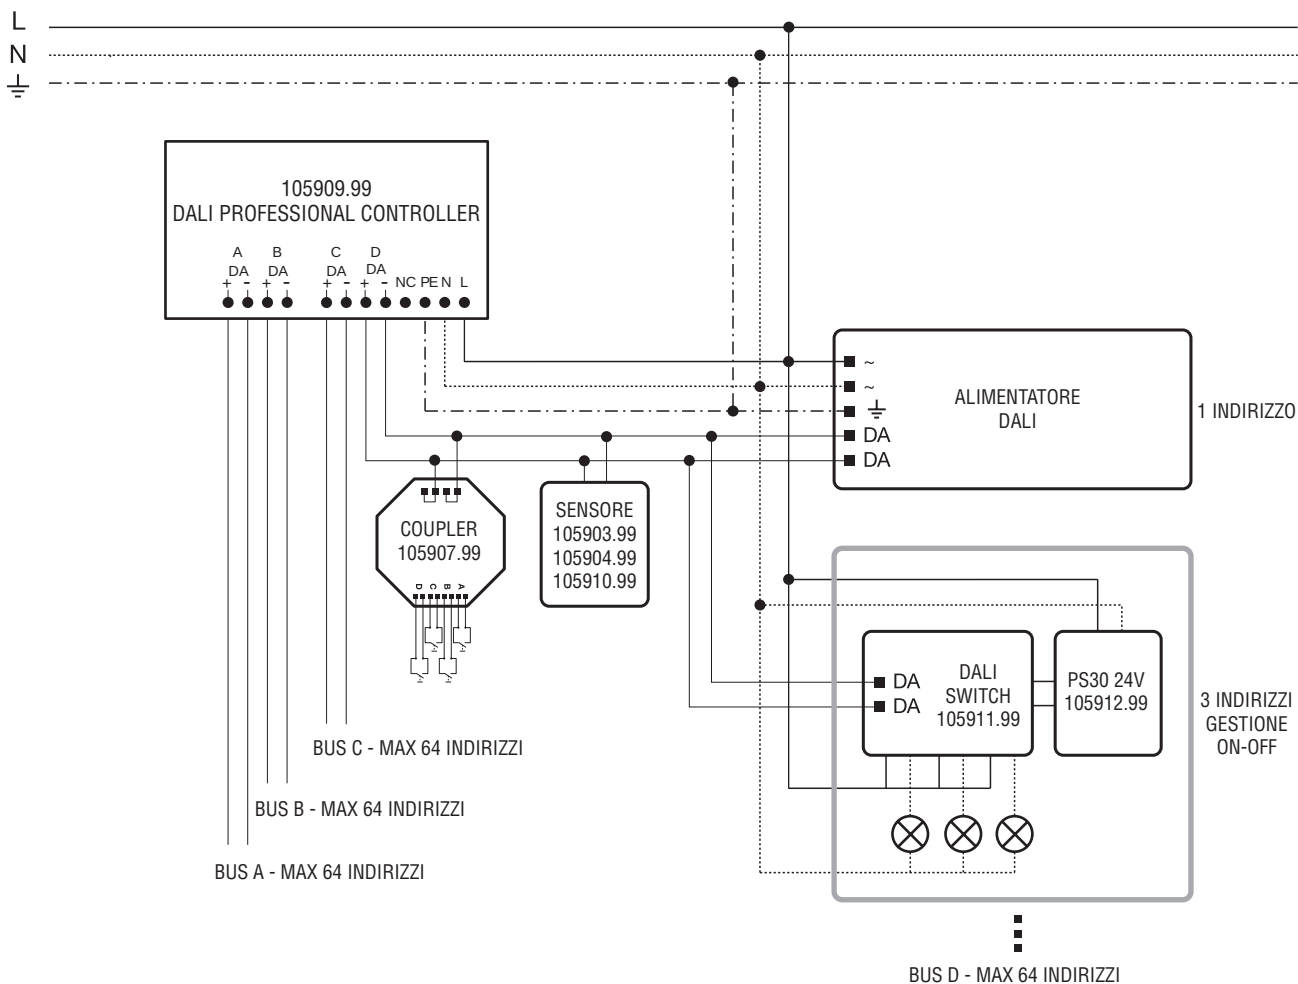 L
N
105909.99
DALI PROFESSIONAL CONTROLLER
A B C D
DA DA DA DA
+ - + - + - + - NC PE N L
~
~
DA
DA
ALIMENTATORE
DALI
1 INDIRIZZO
COUPLER
105907.99
D C B A
SENSORE
105903.99
105904.99
105910.99
DA
DA
DALI
SWITCH
105911.99
PS30 24V
105912.99
3 INDIRIZZI
GESTIONE
ON-OFF
BUS C - MAX 64 INDIRIZZI
BUS B - MAX 64 INDIRIZZI
BUS A - MAX 64 INDIRIZZI
BUS D - MAX 64 INDIRIZZI